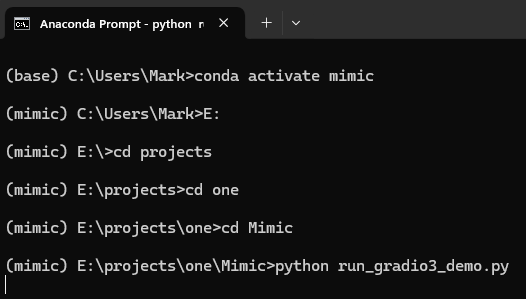 Anaconda Prompt - python
(base) C:\Users\Mark>conda activate mimic
(mimic) C:\Users\Mark>E:
(mimic) E:\>cd projects
(mimic) E:\projects>cd one
(mimic) E:\projects\one>cd Mimic
(mimic) E:\projects\one\Mimic>python run_gradio3_demo.py